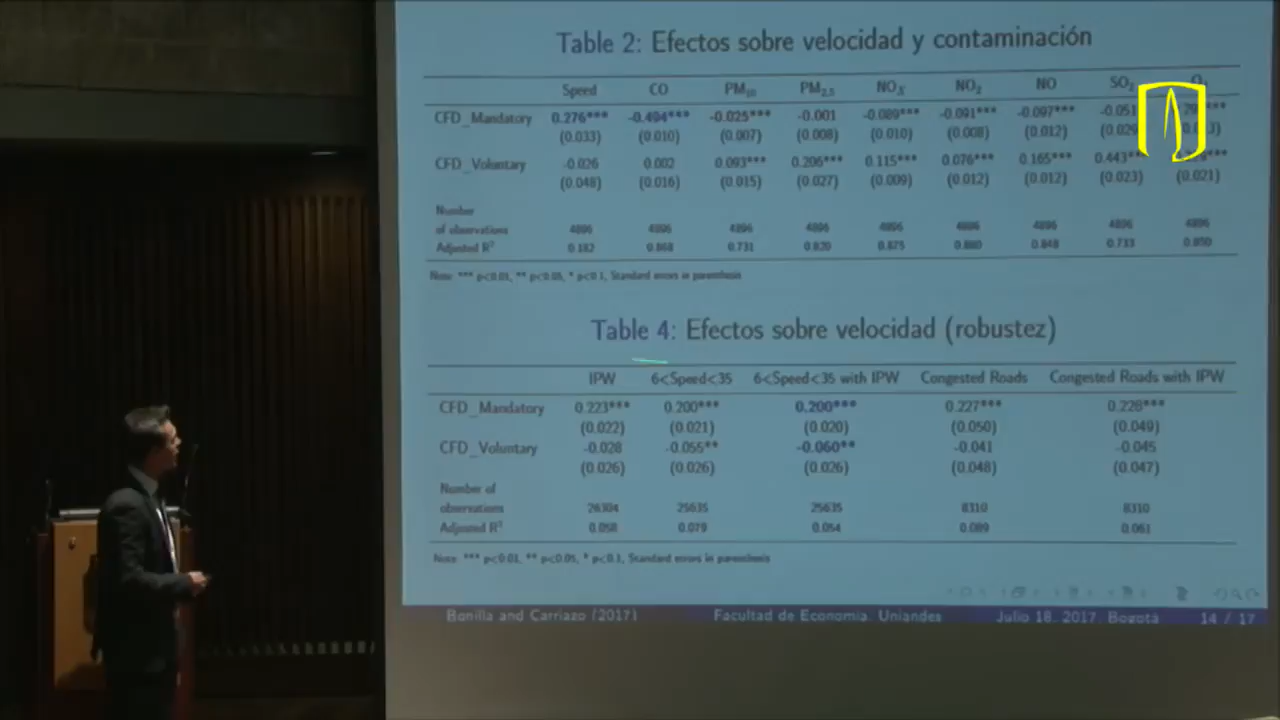 Table 2: Efectos sobre velocidad y contaminación
Speed CO PM10 PM2.5 NOX NO2 NO SO2
CFD_Mandatory 0.276*** -0.494*** -0.025*** -0.001 -0.089*** -0.091*** -0.097*** -0.051
(0.033) (0.010) (0.007) (0.008) (0.010) (0.008) (0.012)
CFD_Voluntary -0.026 0.002 0.093*** 0.206*** 0.115*** 0.076*** 0.165*** 0.443
(0.048) (0.016) (0.015) (0.027) (0.009) (0.012) (0.012) (0.023) (0.021)
Number
of observations 4896 4896 4896 4896 4896 4896 4896 4896 4896
Adjusted R² 0.182 0.868 0.731 0.820 0.875 0.880 0.848 0.733 0.850
Note: *** p<0.01, ** p<0.05, * p<0.1, Standard errors in parenthesis
Table 4: Efectos sobre velocidad (robustez)
IPW 6<Speed<35 6<Speed<35 with IPW Congested Roads Congested Roads with IPW
CFD_Mandatory 0.223*** 0.200*** 0.200*** 0.227*** 0.228***
(0.022) (0.021) (0.020) (0.050) (0.049)
CFD_Voluntary -0.028 -0.055** -0.060** -0.041 -0.045
(0.026) (0.026) (0.026) (0.048) (0.047)
Number of
observations 26304 25635 25635 8310 8310
Adjusted R² 0.058 0.079 0.054 0.089 0.061
Note: *** p<0.01, ** p<0.05, * p<0.1, Standard errors in parenthesis
Bonilla and Carriazo (2017) Facultad de Economía, Uniandes Julio 18, 2017 Bogotá 14 / 17